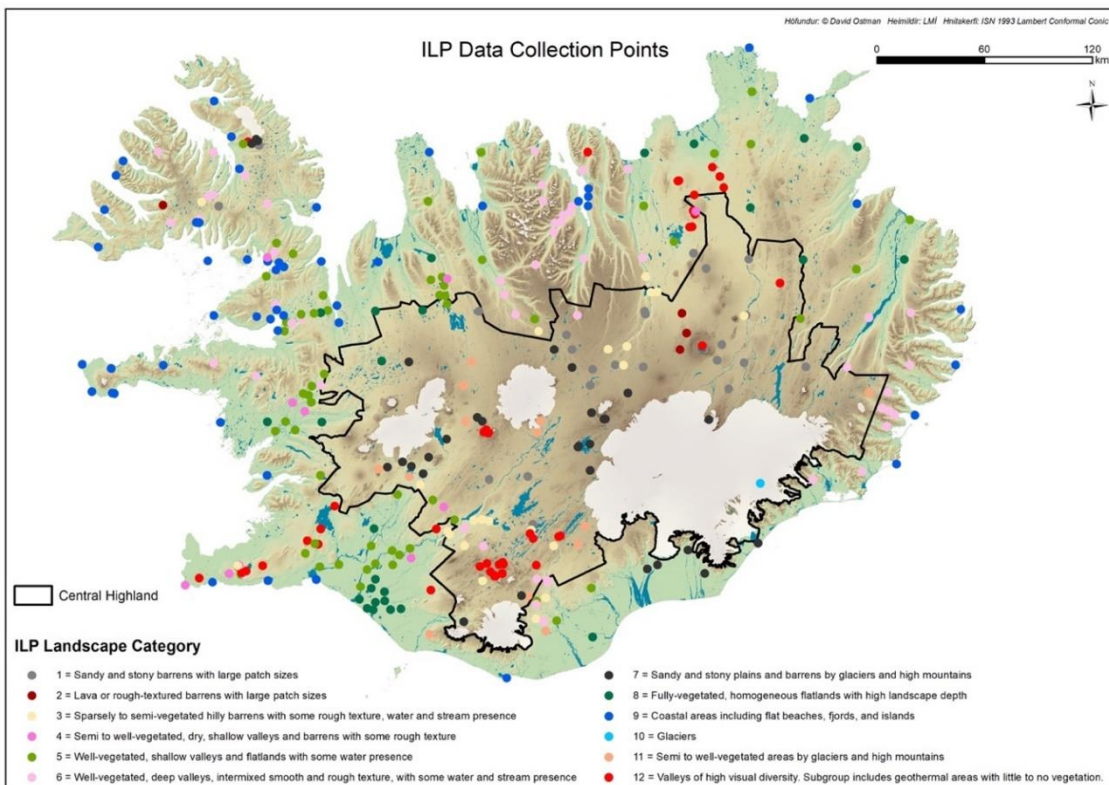 Höfundur: © David Ostman Heimildir: LMÍ Hnitakerfi: ISN 1993 Lambert Conformal Conic
ILP Data Collection Points
0 60 120
km
N
Central Highland
ILP Landscape Category
1 = Sandy and stony barrens with large patch sizes
2 = Lava or rough-textured barrens with large patch sizes
3 = Sparsely to semi-vegetated hilly barrens with some rough texture, water and stream presence
4 = Semi to well-vegetated, dry, shallow valleys and barrens with some rough texture
5 = Well-vegetated, shallow valleys and flatlands with some water presence
6 = Well-vegetated, deep valleys, intermixed smooth and rough texture, with some water and stream presence
7 = Sandy and stony plains and barrens by glaciers and high mountains
8 = Fully-vegetated, homogeneous flatlands with high landscape depth
9 = Coastal areas including flat beaches, fjords, and islands
10 = Glaciers
11 = Semi to well-vegetated areas by glaciers and high mountains
12 = Valleys of high visual diversity. Subgroup includes geothermal areas with little to no vegetation.